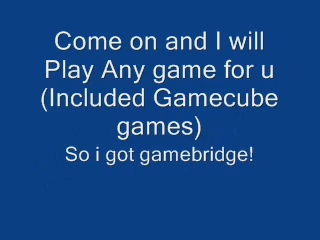 Come on and I will
Play Any game for u
(Included Gamecube
games)
So i got gamebridge!